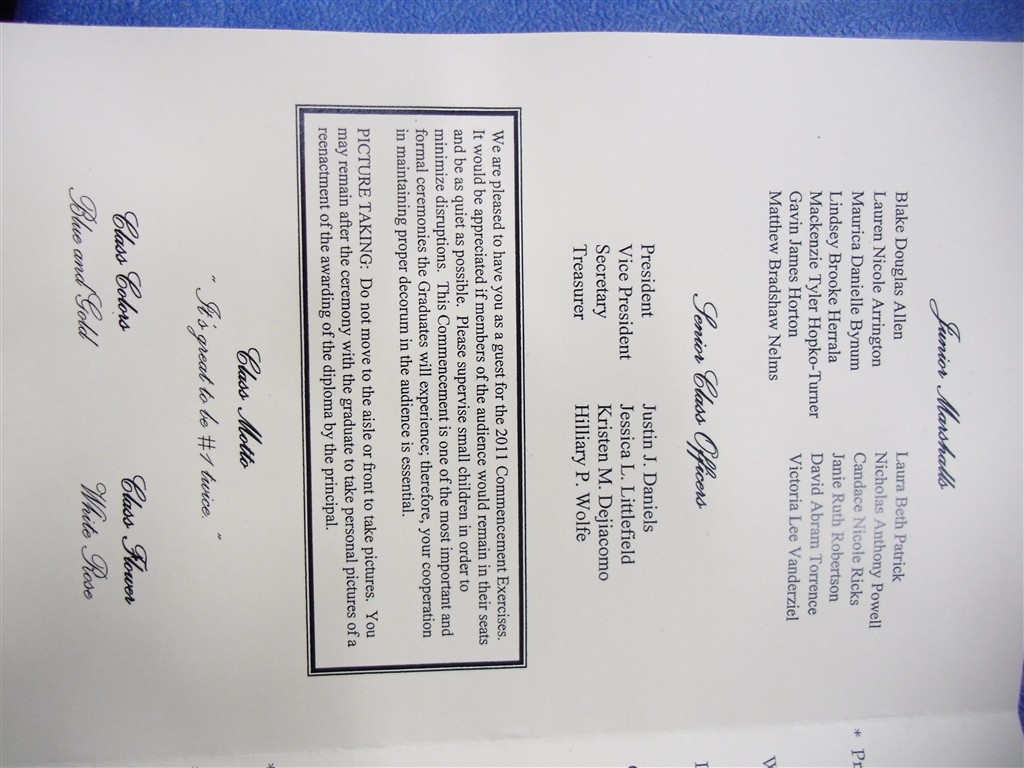 Junior Marshalls
Blake Douglas Allen
Lauren Nicole Arrington
Maurica Danielle Bynum
Lindsey Brooke Herrala
Mackenzie Tyler Hopko-Turner
Gavin James Horton
Matthew Bradshaw Nelms
Laura Beth Patrick
Nicholas Anthony Powell
Candace Nicole Ricks
Janie Ruth Robertson
David Abram Torrence
Victoria Lee Vanderziel
Senior Class Officers
President Justin J. Daniels
Vice President Jessica L. Littlefield
Secretary Kristen M. Dejiacomo
Treasurer Hilliary P. Wolfe
We are pleased to have you as a guest for the 2011 Commencement Exercises.
It would be appreciated if members of the audience would remain in their seats
and be as quiet as possible. Please supervise small children in order to
minimize disruptions. This Commencement is one of the most important and
formal ceremonies the Graduates will experience; therefore, your cooperation
in maintaining proper decorum in the audience is essential.
PICTURE TAKING: Do not move to the aisle or front to take pictures. You
may remain after the ceremony with the graduate to take personal pictures of a
reenactment of the awarding of the diploma by the principal.
Class Motto
"It's great to be #1 twice."
Class Colors
Blue and Gold
Class Flower
White Rose
* Pr